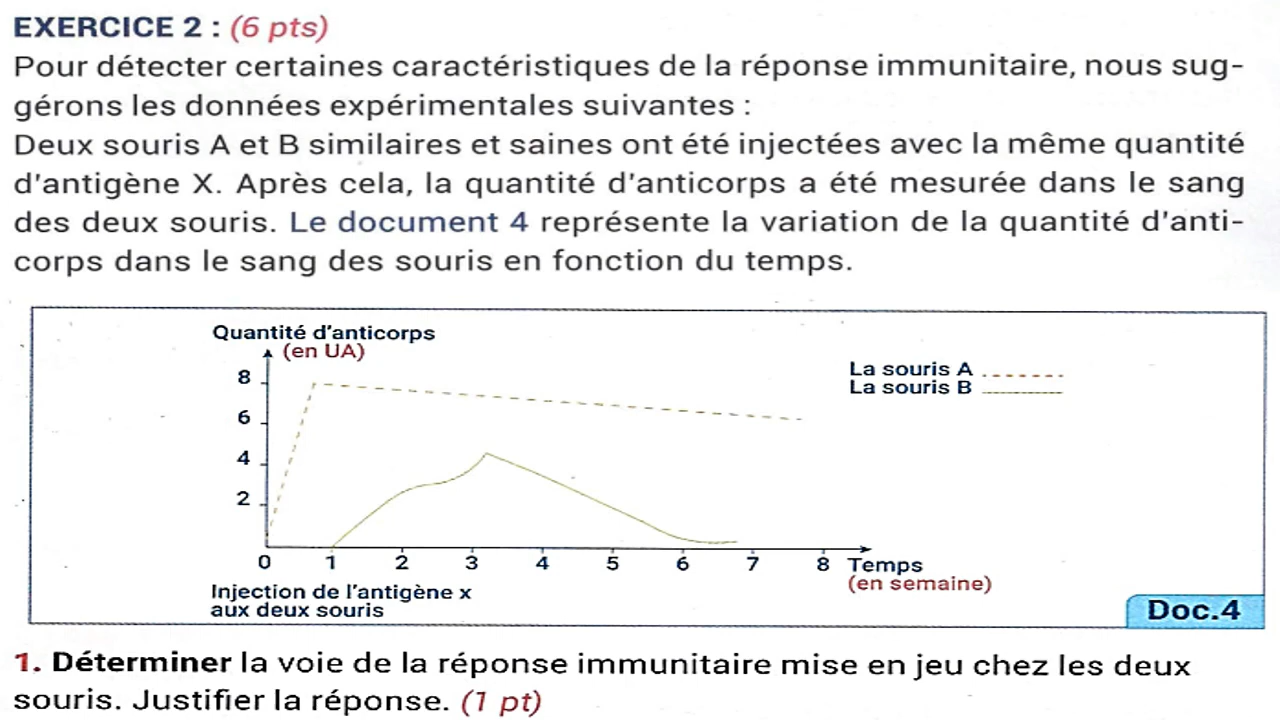 EXERCICE 2 : (6 pts)
Pour détecter certaines caractéristiques de la réponse immunitaire, nous sug-
gérons les données expérimentales suivantes :
Deux souris A et B similaires et saines ont été injectées avec la même quantité
d'antigène X. Après cela, la quantité d'anticorps a été mesurée dans le sang
des deux souris. Le document 4 représente la variation de la quantité d'anti-
corps dans le sang des souris en fonction du temps.
Quantité d'anticorps
(en UA)
La souris A
La souris B
8
6
4
2
0 1 2 3 4 5 6 7 8 Temps
(en semaine)
Injection de l'antigène x
aux deux souris
Doc.4
1. Déterminer la voie de la réponse immunitaire mise en jeu chez les deux
souris. Justifier la réponse. (1 pt)